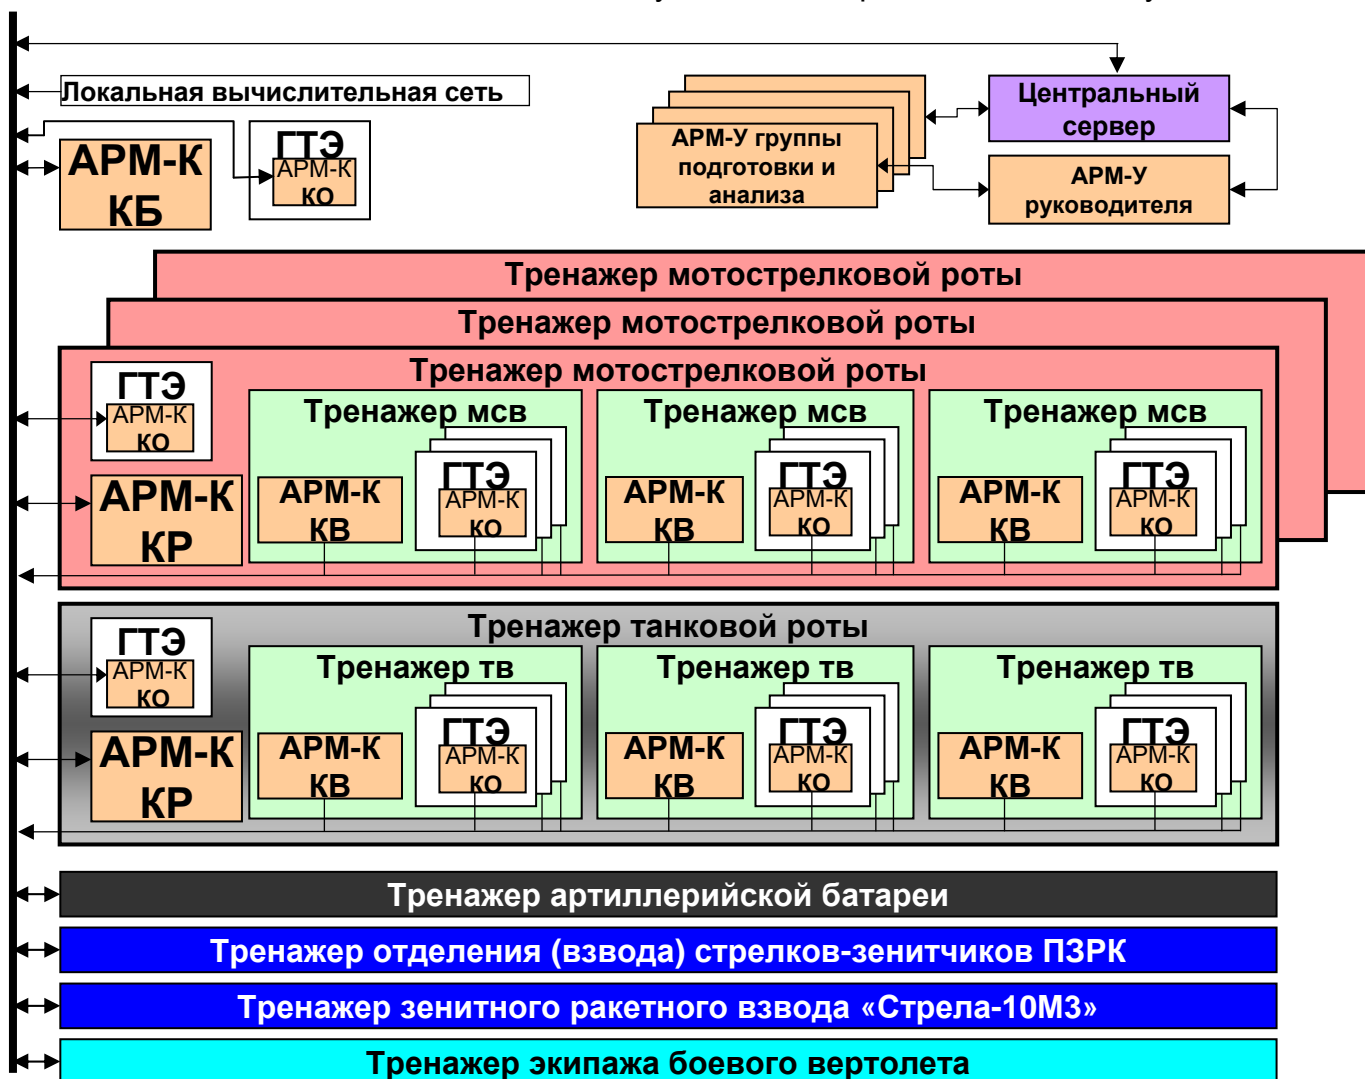 Локальная вычислительная сеть
АРМ-К
КБ
ГТЭ
АРМ-К
КО
АРМ-У группы
подготовки и
анализа
Центральный
сервер
АРМ-У
руководителя
Тренажер мотострелковой роты
Тренажер мотострелковой роты
Тренажер мотострелковой роты
ГТЭ
АРМ-К
КО
АРМ-К
КР
Тренажер мсв
АРМ-К
КВ
ГТЭ
АРМ-К
КО
Тренажер мсв
АРМ-К
КВ
ГТЭ
АРМ-К
КО
Тренажер мсв
АРМ-К
КВ
ГТЭ
АРМ-К
КО
Тренажер танковой роты
ГТЭ
АРМ-К
КО
АРМ-К
КР
Тренажер тв
АРМ-К
КВ
ГТЭ
АРМ-К
КО
Тренажер тв
АРМ-К
КВ
ГТЭ
АРМ-К
КО
Тренажер тв
АРМ-К
КВ
ГТЭ
АРМ-К
КО
Тренажер артиллерийской батареи
Тренажер отделения (взвода) стрелков-зенитчиков ПЗРК
Тренажер зенитного ракетного взвода «Стрела-10М3»
Тренажер экипажа боевого вертолета